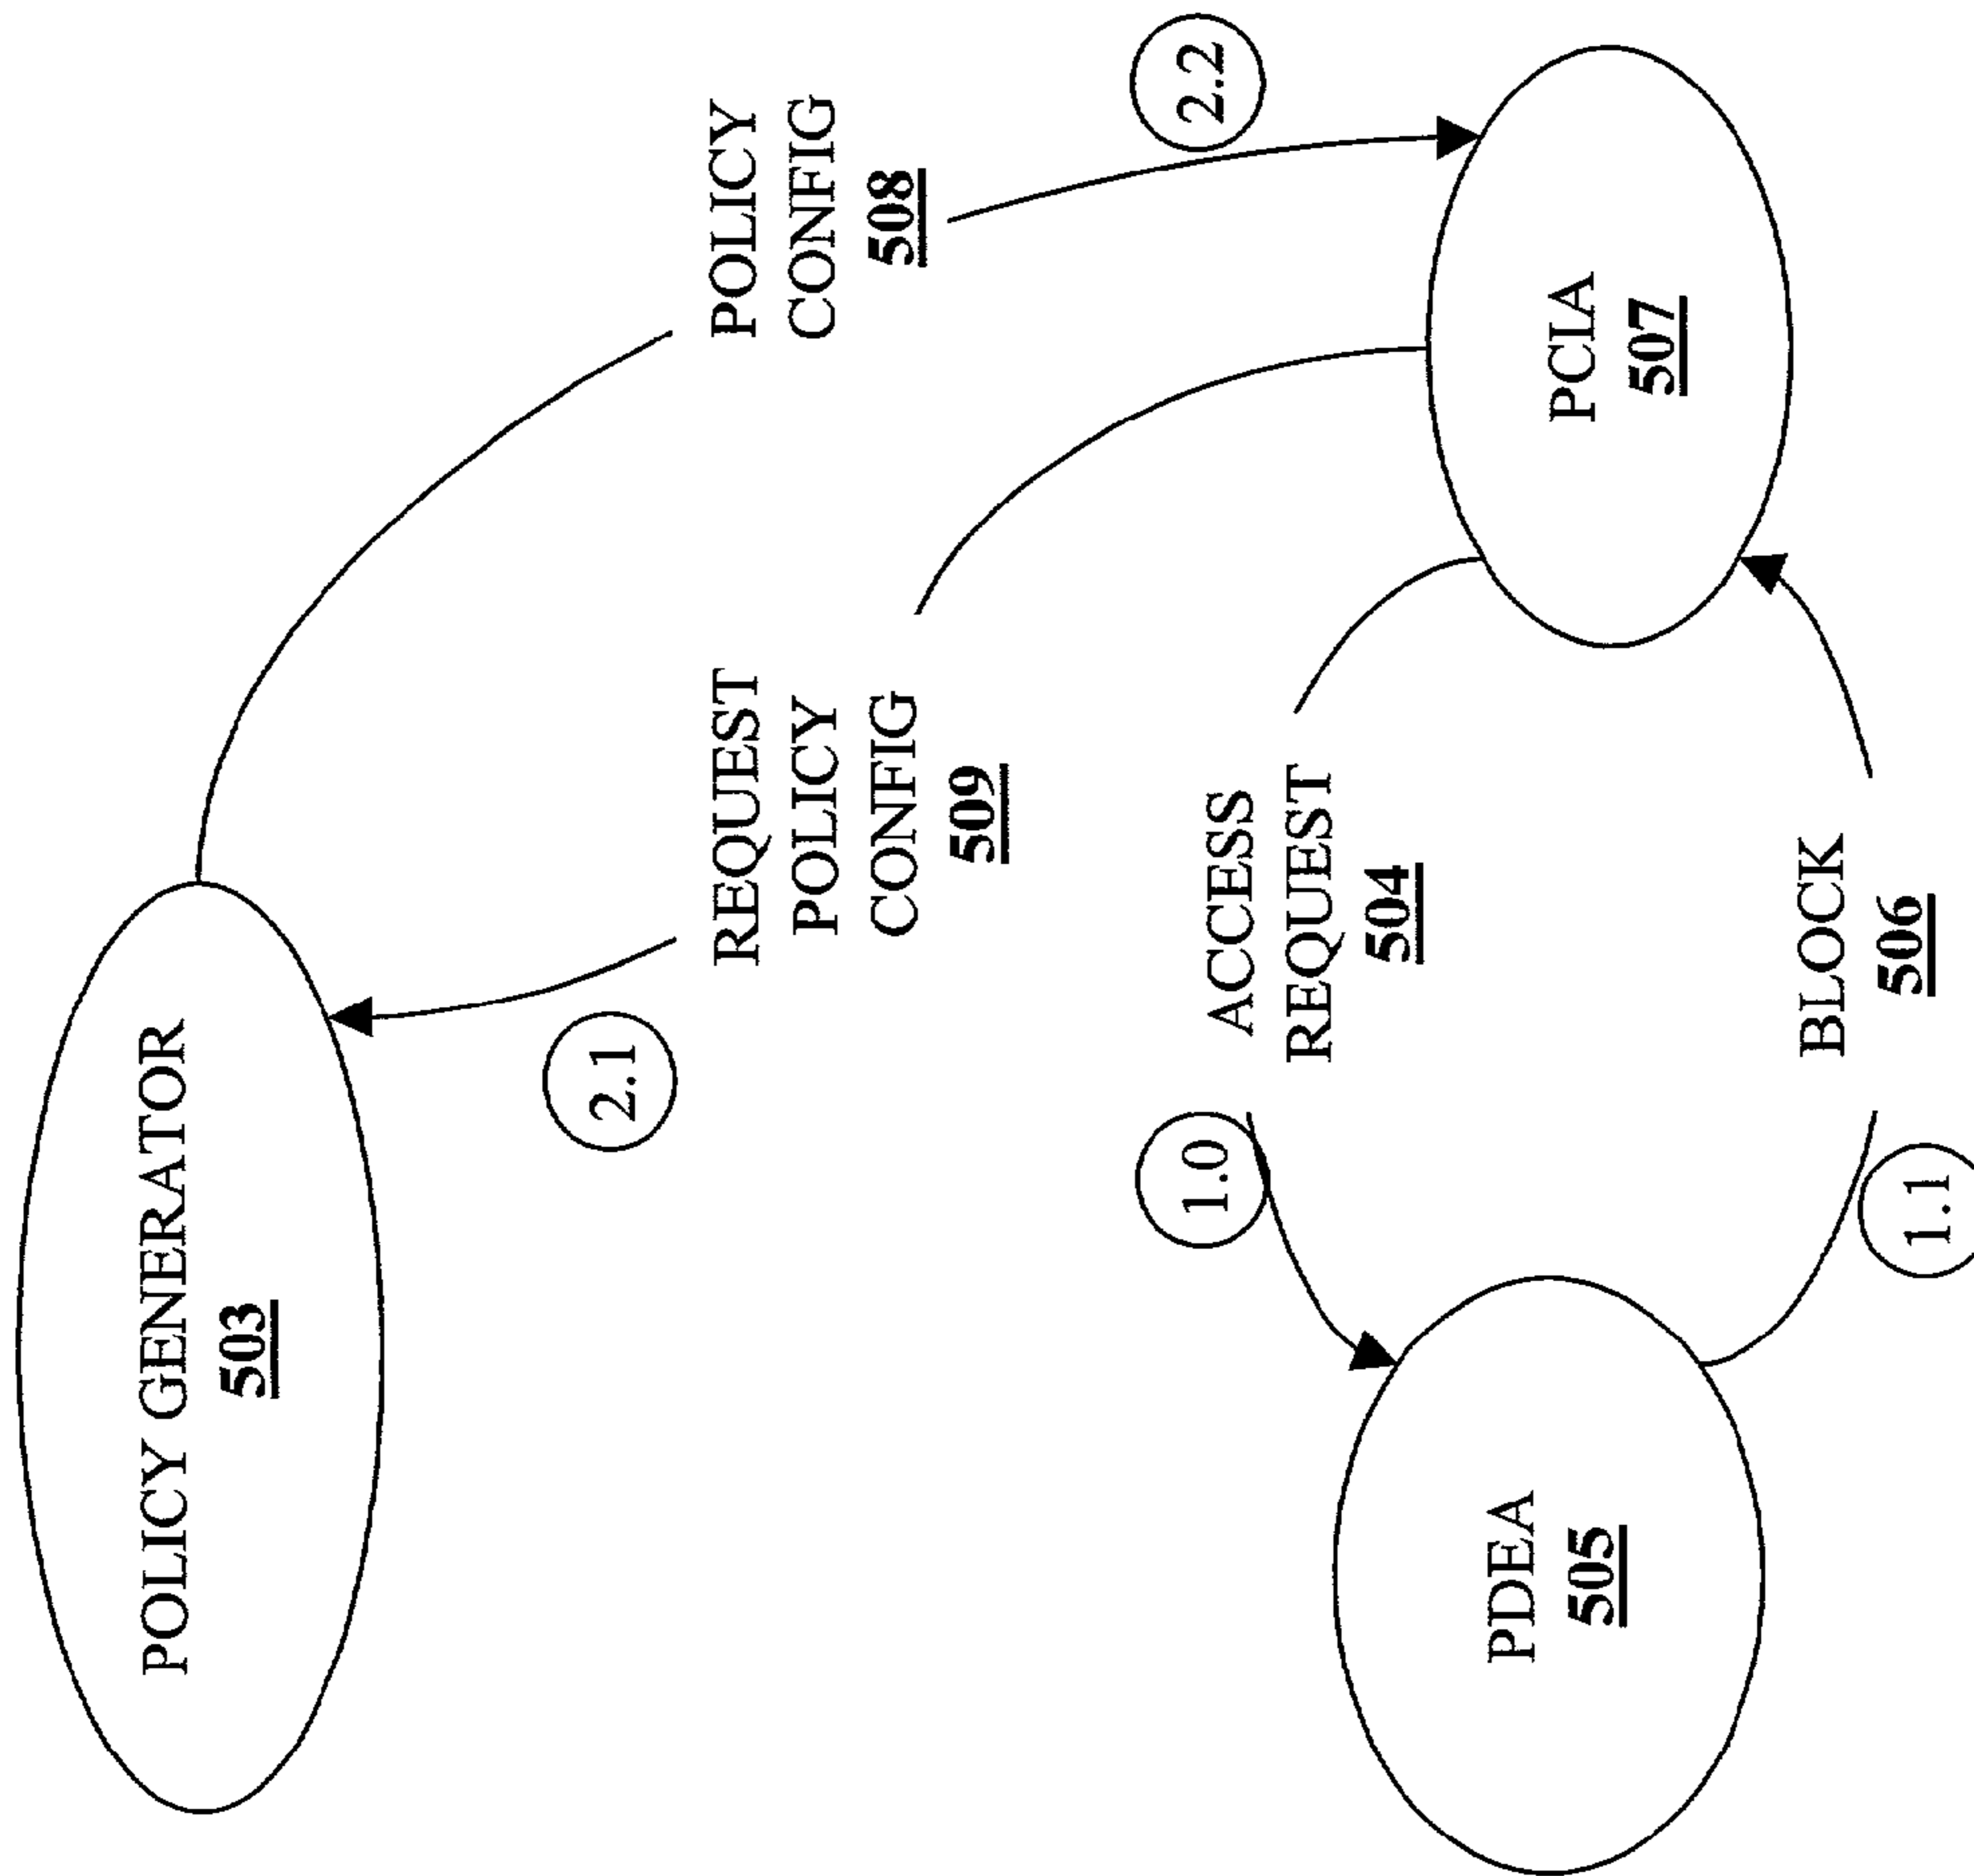 POLICY GENERATOR
503
2.1
REQUEST
POLICY
CONFIG
509
POLICY
CONFIG
508
2.2
1.0
ACCESS
REQUEST
504
PDEA
505
PCIA
507
BLOCK
506
1.1